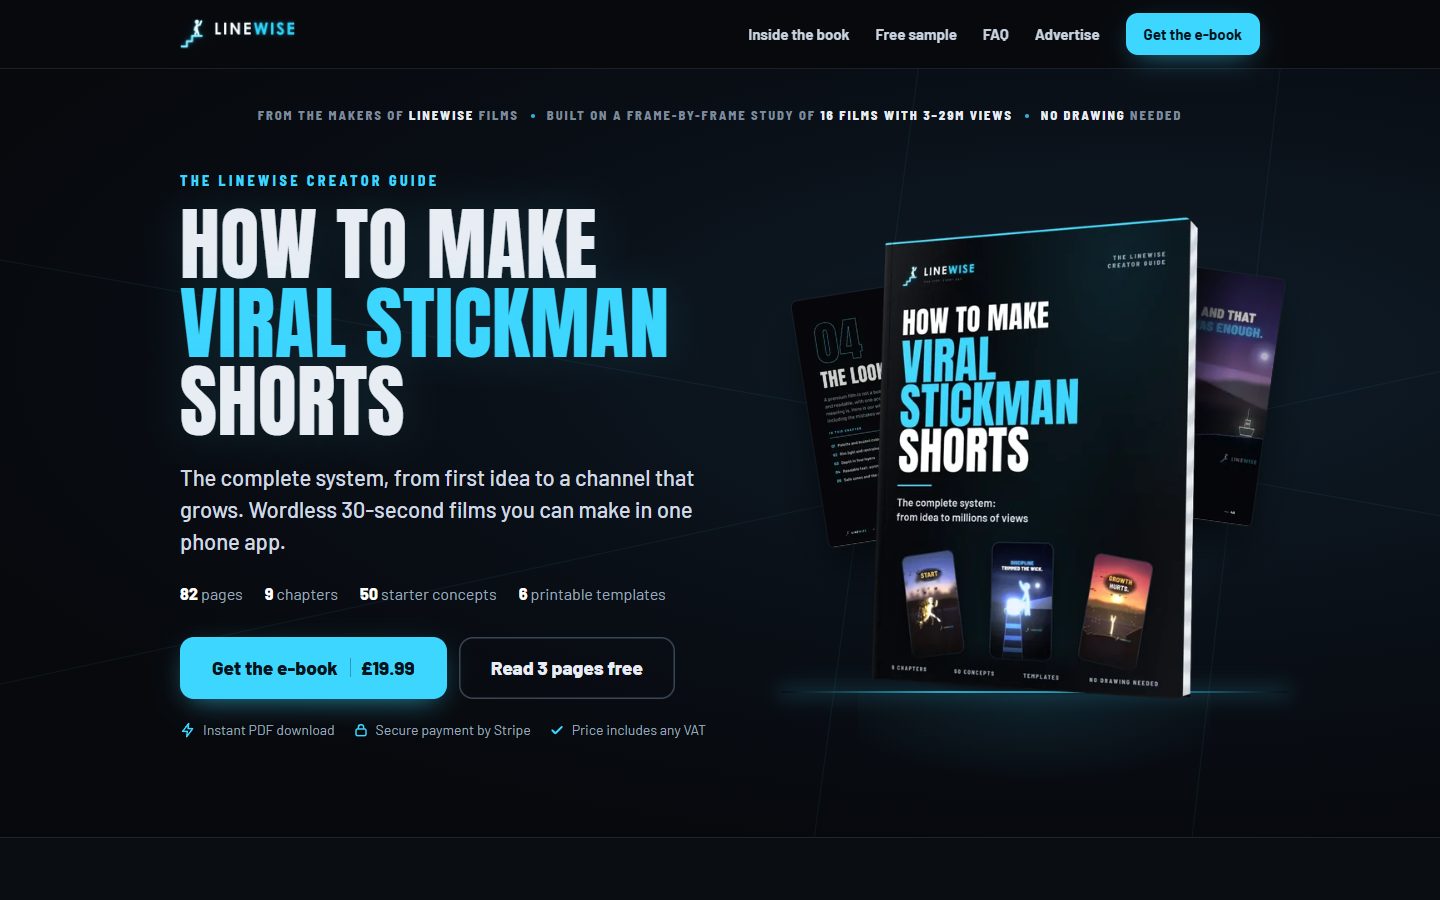 LINEWISE
Inside the book
Free sample
FAQ
Advertise
Get the e-book
FROM THE MAKERS OF LINEWISE FILMS • BUILT ON A FRAME-BY-FRAME STUDY OF 16 FILMS WITH 3-29M VIEWS • NO DRAWING NEEDED
THE LINEWISE CREATOR GUIDE
HOW TO MAKE
VIRAL STICKMAN
SHORTS
The complete system, from first idea to a channel that
grows. Wordless 30-second films you can make in one
phone app.
82 pages 9 chapters 50 starter concepts 6 printable templates
Get the e-book £19.99
Read 3 pages free
Instant PDF download
Secure payment by Stripe
Price includes any VAT
04
THE LOO
LINEWISE
THE LINEWISE
CREATOR GUIDE
HOW TO MAKE
VIRAL
STICKMAN
SHORTS
The complete system:
from idea to millions of views
START
DISCIPLINE
TRIMMED THE WICK.
GROWTH
HURTS.
9 CHAPTERS
50 CONCEPTS
TEMPLATES
NO DRAWING NEEDED
AND THAT
AS ENOUGH.
LINEWISE